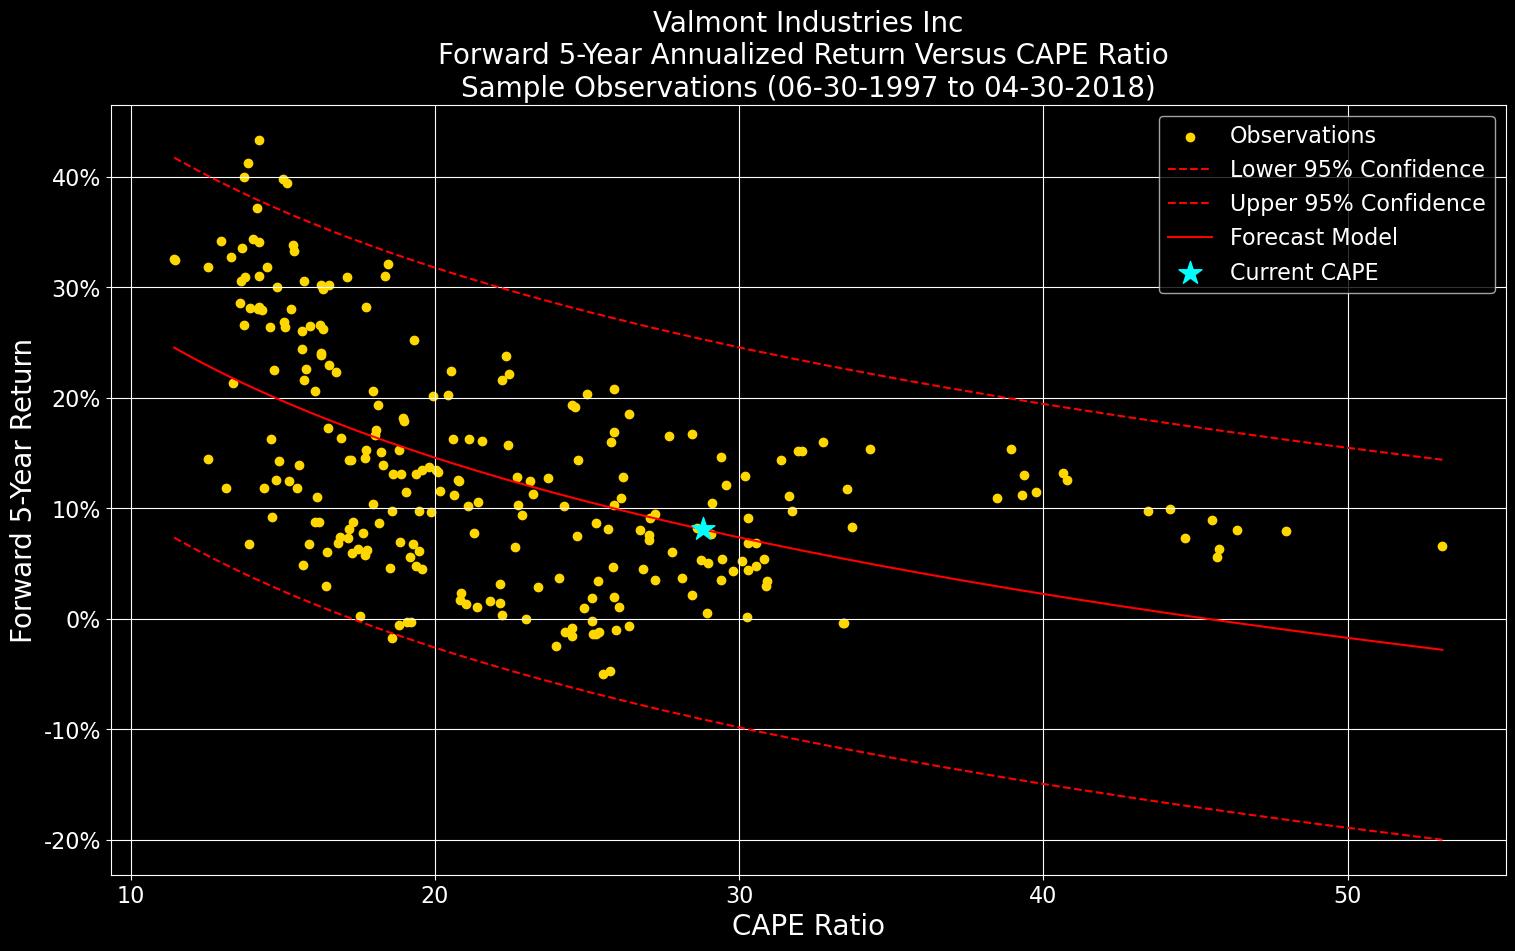 Valmont Industries Inc
Forward 5-Year Annualized Return Versus CAPE Ratio
Sample Observations (06-30-1997 to 04-30-2018)
Observations
Lower 95% Confidence
Upper 95% Confidence
Forecast Model
Current CAPE
Forward 5-Year Return
40%
30%
20%
10%
0%
-10%
-20%
10 20 30 40 50
CAPE Ratio